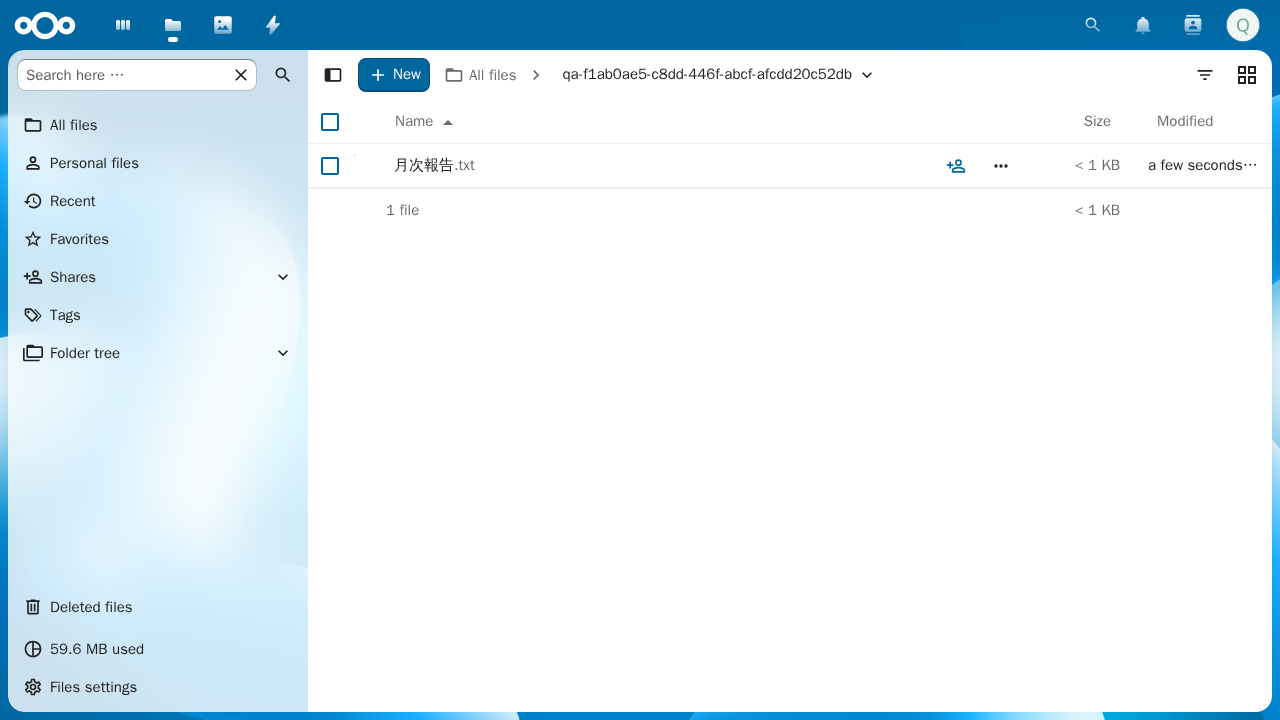 Q
Search here …
New
All files
qa-f1ab0ae5-c8dd-446f-abcf-afcdd20c52db
All files
Personal files
Recent
Favorites
Shares
Tags
Folder tree
Name
Size
Modified
月次報告.txt
< 1 KB
a few seconds…
1 file
< 1 KB
Deleted files
59.6 MB used
Files settings